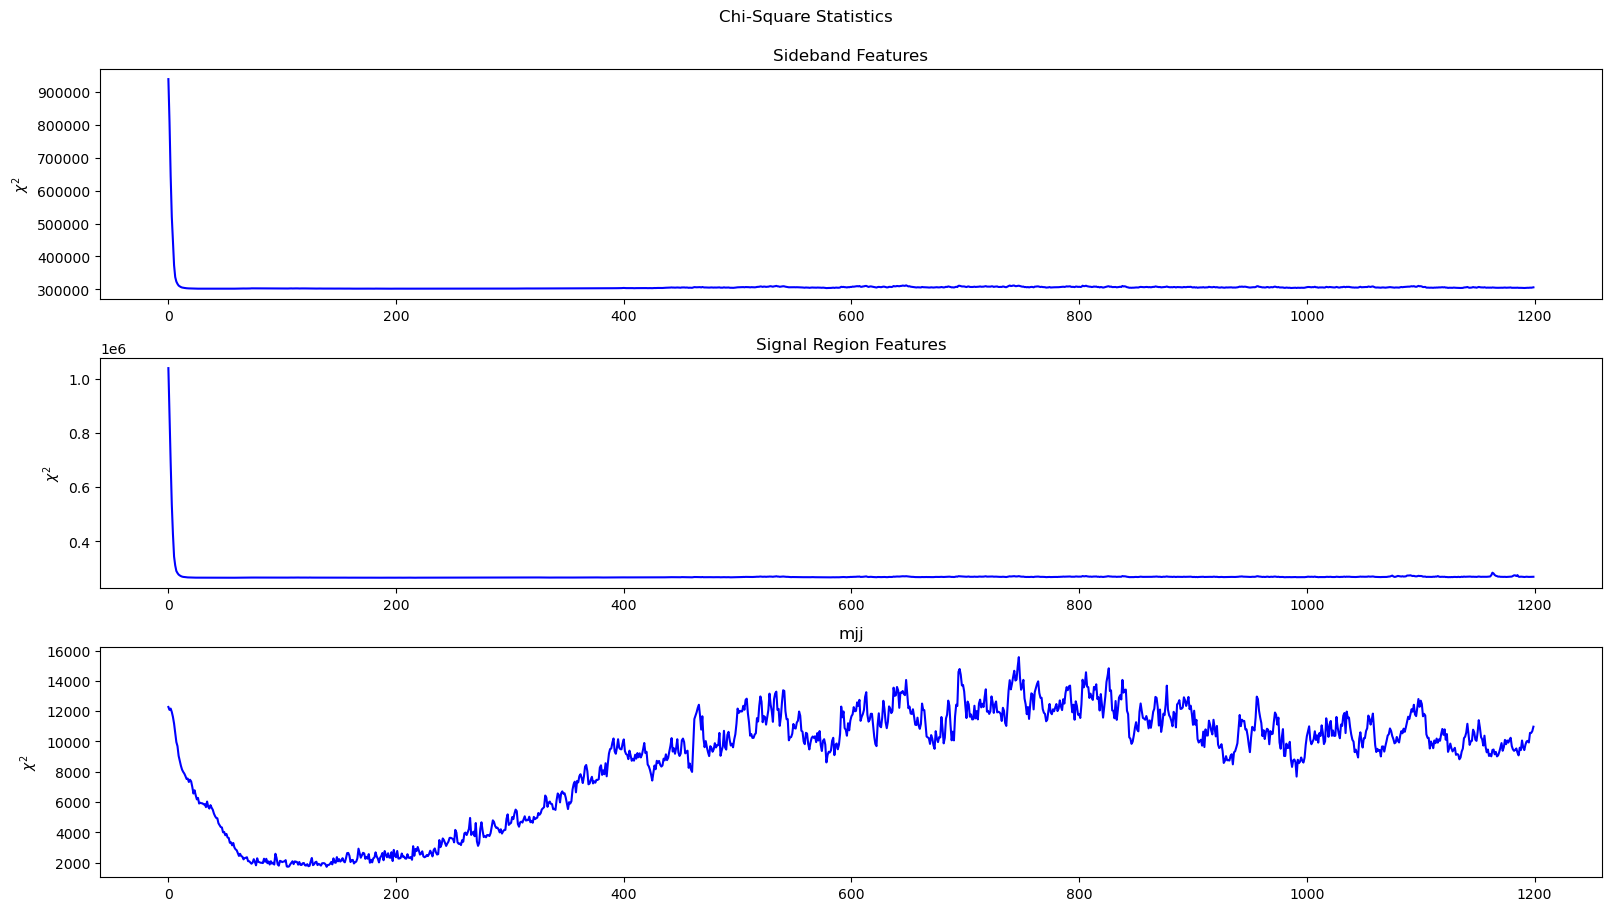 Chi-Square Statistics
Sideband Features
χ²
900000
800000
700000
600000
500000
400000
300000
0 200 400 600 800 1000 1200
Signal Region Features
1e6
χ²
1.0
0.8
0.6
0.4
0 200 400 600 800 1000 1200
mjj
χ²
16000
14000
12000
10000
8000
6000
4000
2000
0 200 400 600 800 1000 1200